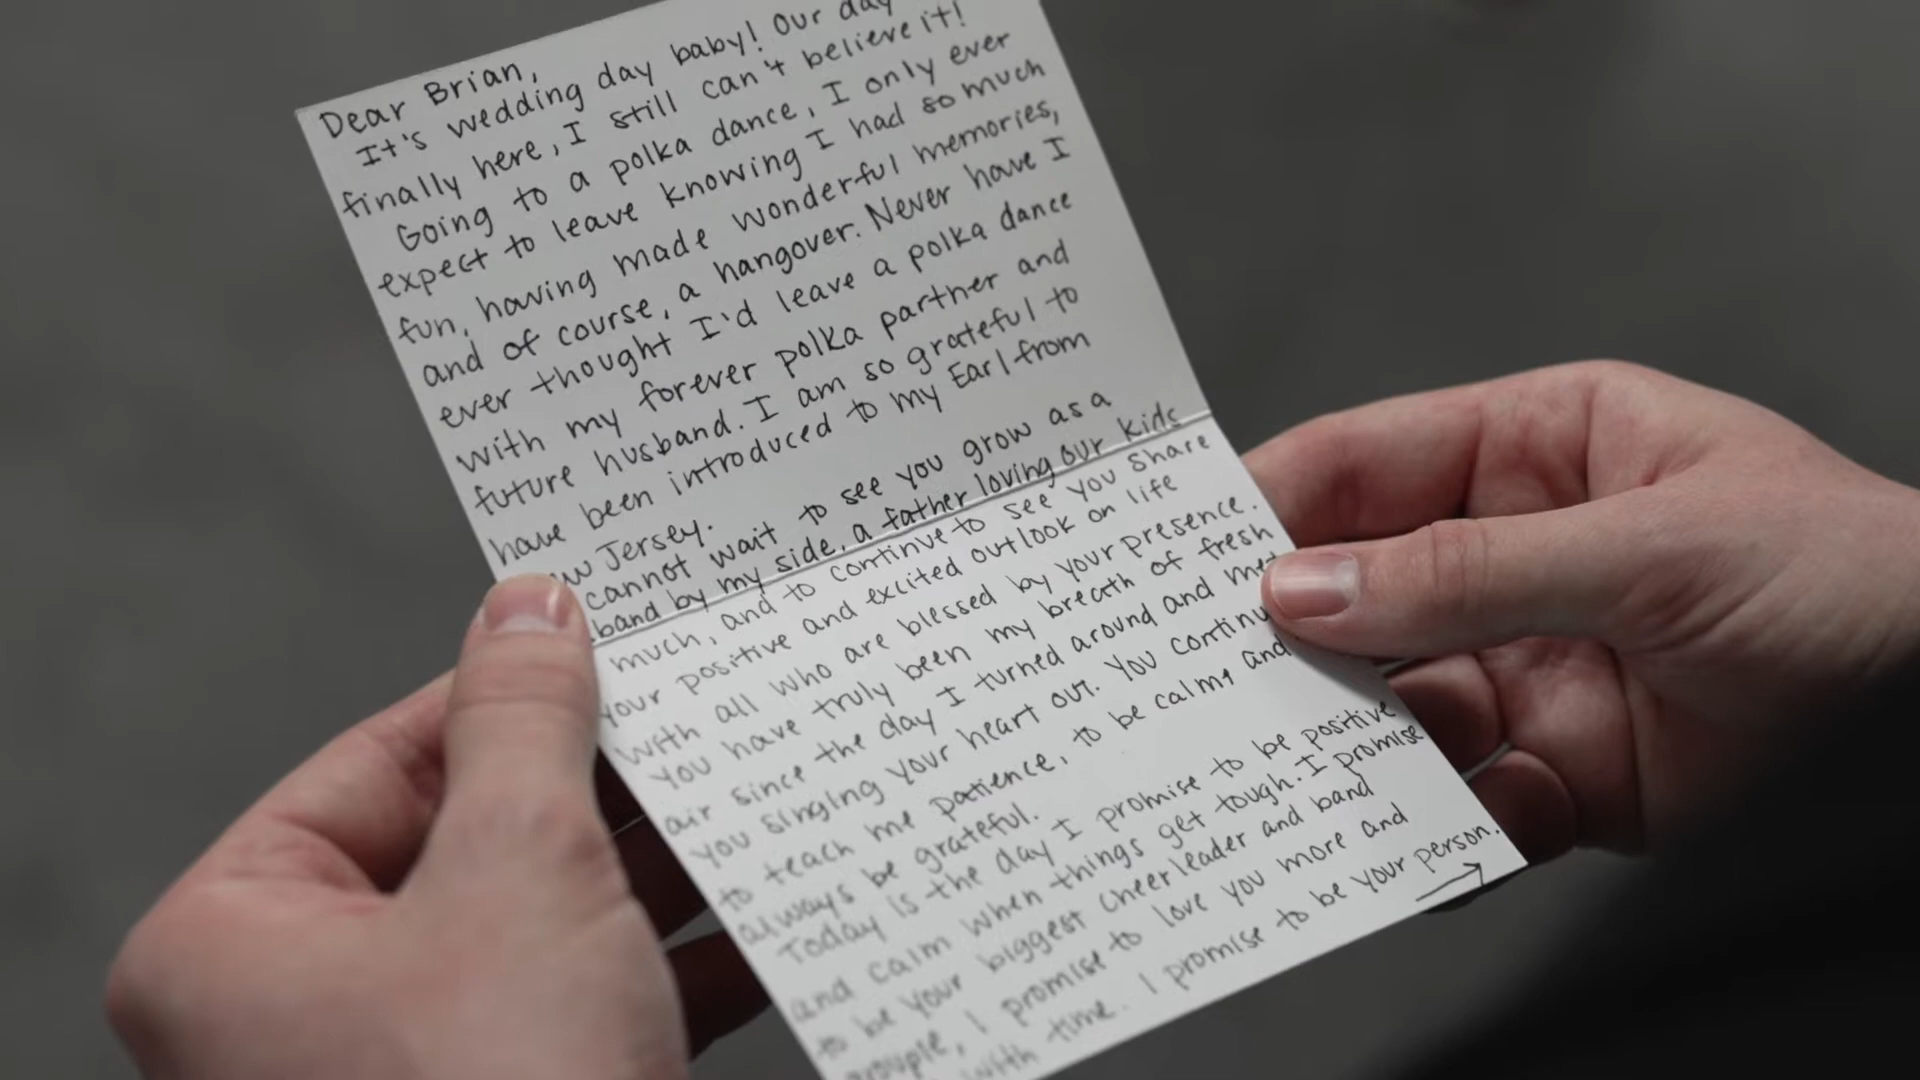 Dear Brian,
It's wedding day baby! Our day
finally here, I still can't believe it!
Going to a polka dance, I only ever
expect to leave knowing I had so much
fun, having made wonderful memories,
and of course, a hangover. Never have I
ever thought I'd leave a polka dance
with my forever polka partner and
future husband. I am so grateful to
have been introduced to my Earl from
Jersey.
cannot wait to see you grow as a
band by my side, a father loving our kids
much, and to continue to see you share
your positive and excited outlook on life
with all who are blessed by your presence.
You have truly been my breath of fresh
air since the day I turned around and met
you singing your heart out. You continu
to teach me patience, to be calm, and
always be grateful.
Today is the day I promise to be positive
and calm when things get tough. I promise
to be your biggest cheerleader and band
I promise to love you more and
with time. I promise to be your person.